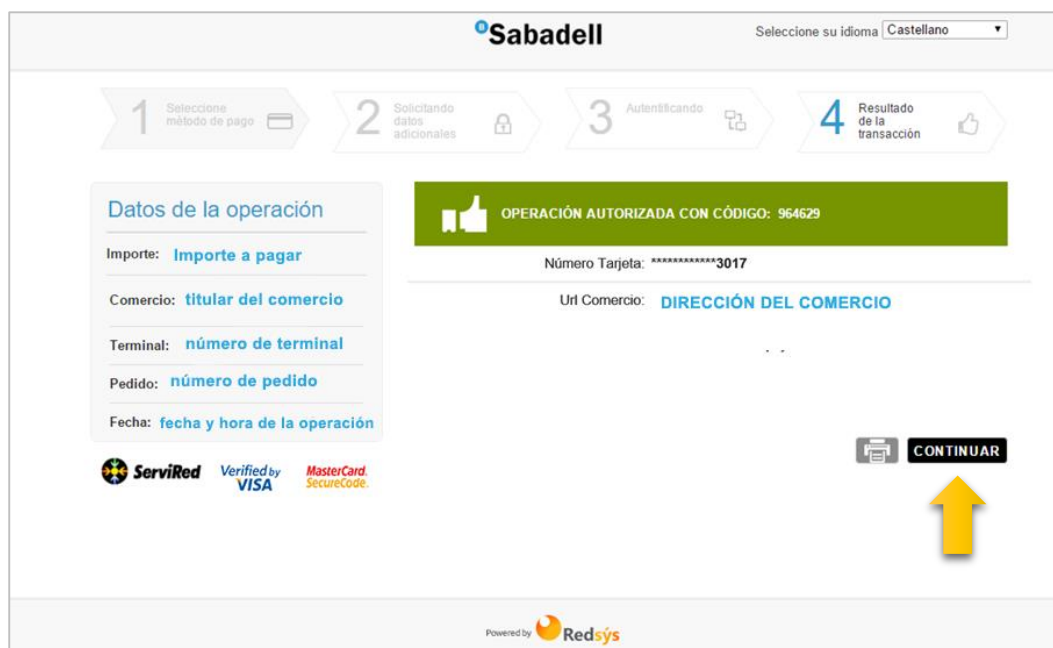 Sabadell
Seleccione su idioma Castellano
1 Seleccione
método de pago
2 Solicitando
datos
adicionales
3 Autentificando
4 Resultado
de la
transacción
Datos de la operación
Importe: Importe a pagar
Comercio: titular del comercio
Terminal: número de terminal
Pedido: número de pedido
Fecha: fecha y hora de la operación
OPERACIÓN AUTORIZADA CON CÓDIGO: 964629
Número Tarjeta: ************3017
Url Comercio: DIRECCIÓN DEL COMERCIO
- -
CONTINUAR
ServiRed
Verified by
VISA
MasterCard.
SecureCode.
Powered by Redsýs